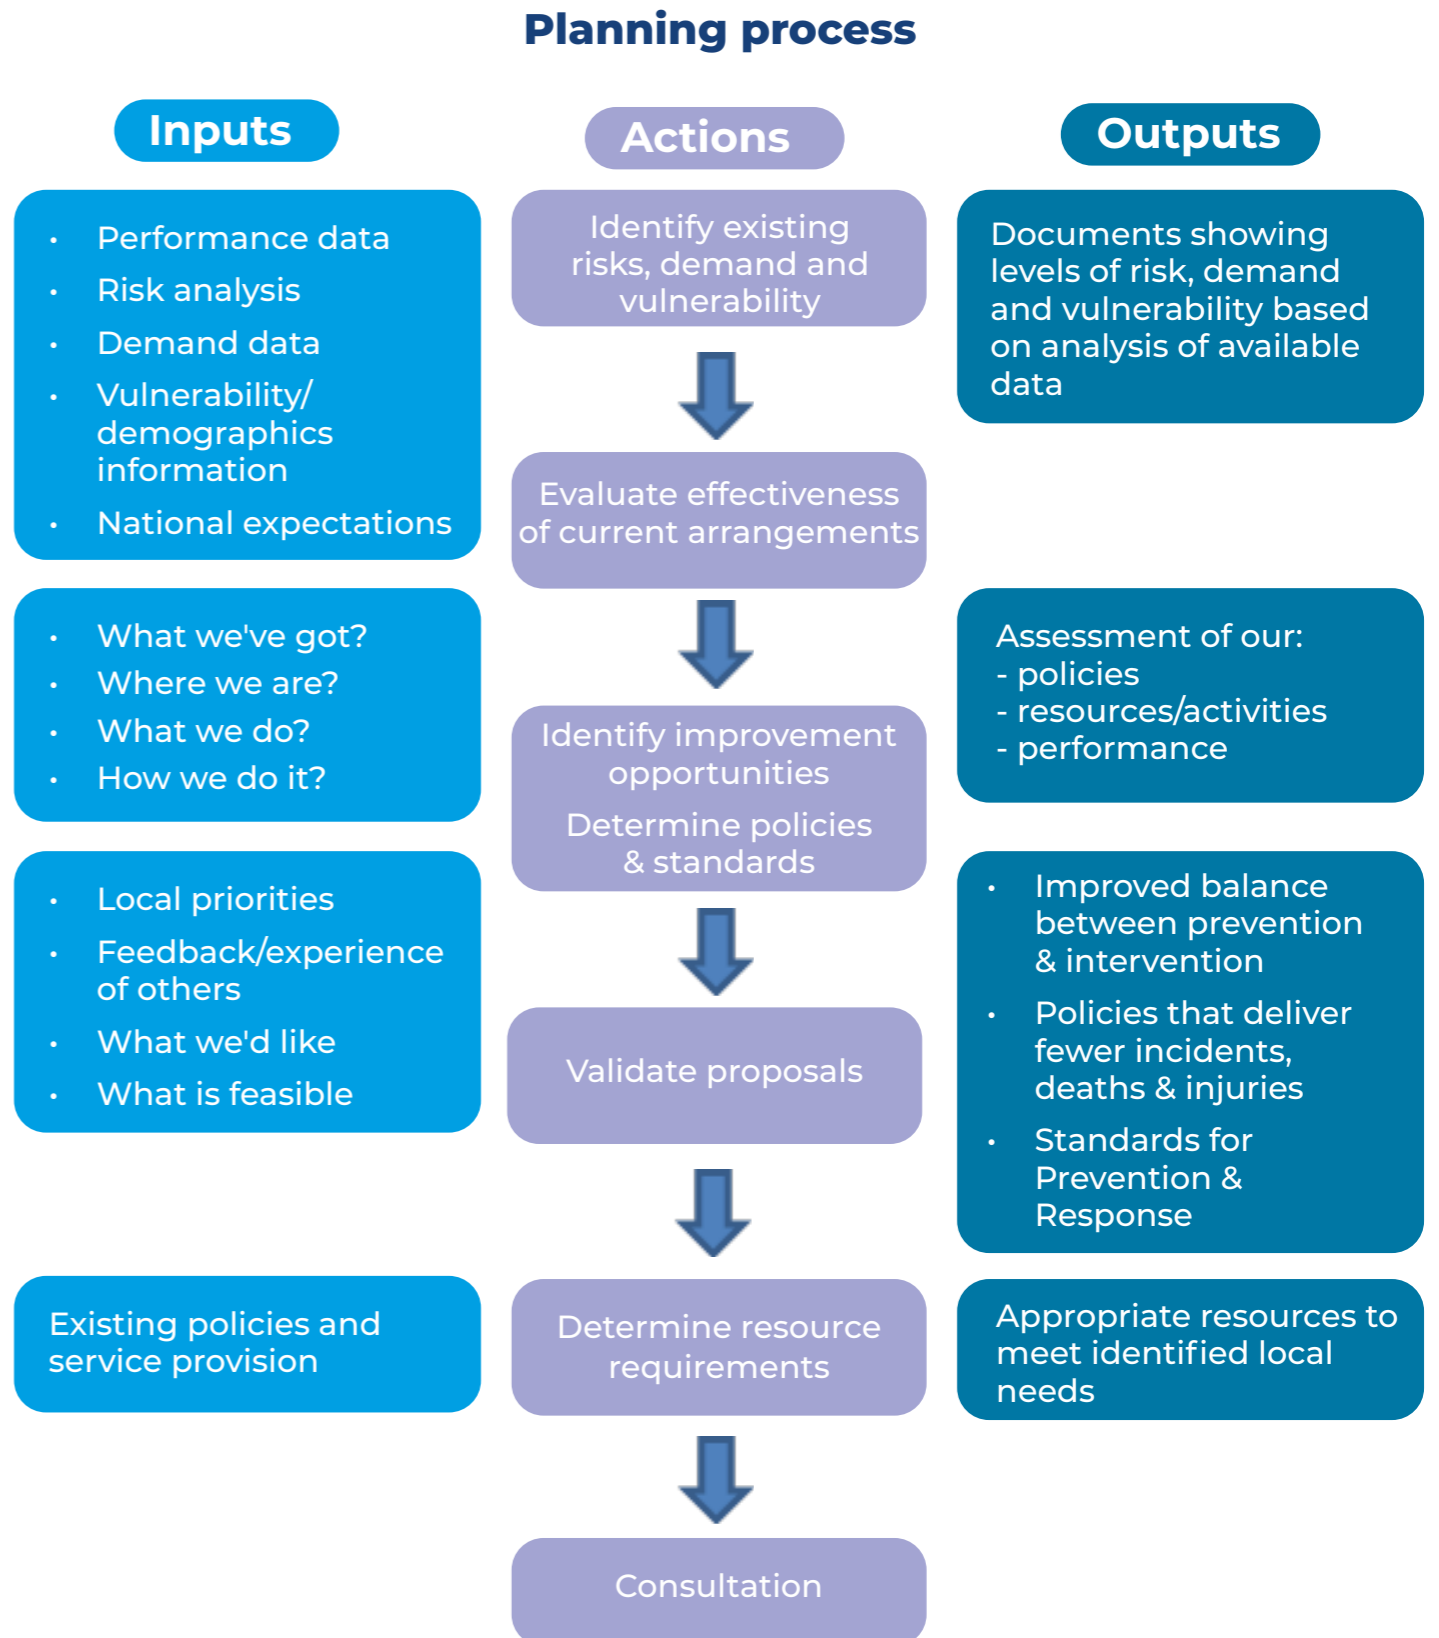 Planning process
Inputs
• Performance data
• Risk analysis
• Demand data
• Vulnerability/
demographics
information
• National expectations
• What we've got?
• Where we are?
• What we do?
• How we do it?
• Local priorities
• Feedback/experience
of others
• What we'd like
• What is feasible
Existing policies and
service provision
Actions
Identify existing
risks, demand and
vulnerability
Evaluate effectiveness
of current arrangements
Identify improvement
opportunities
Determine policies
& standards
Validate proposals
Determine resource
requirements
Consultation
Outputs
Documents showing
levels of risk, demand
and vulnerability based
on analysis of available
data
Assessment of our:
- policies
- resources/activities
- performance
• Improved balance
between prevention
& intervention
• Policies that deliver
fewer incidents,
deaths & injuries
• Standards for
Prevention &
Response
Appropriate resources to
meet identified local
needs